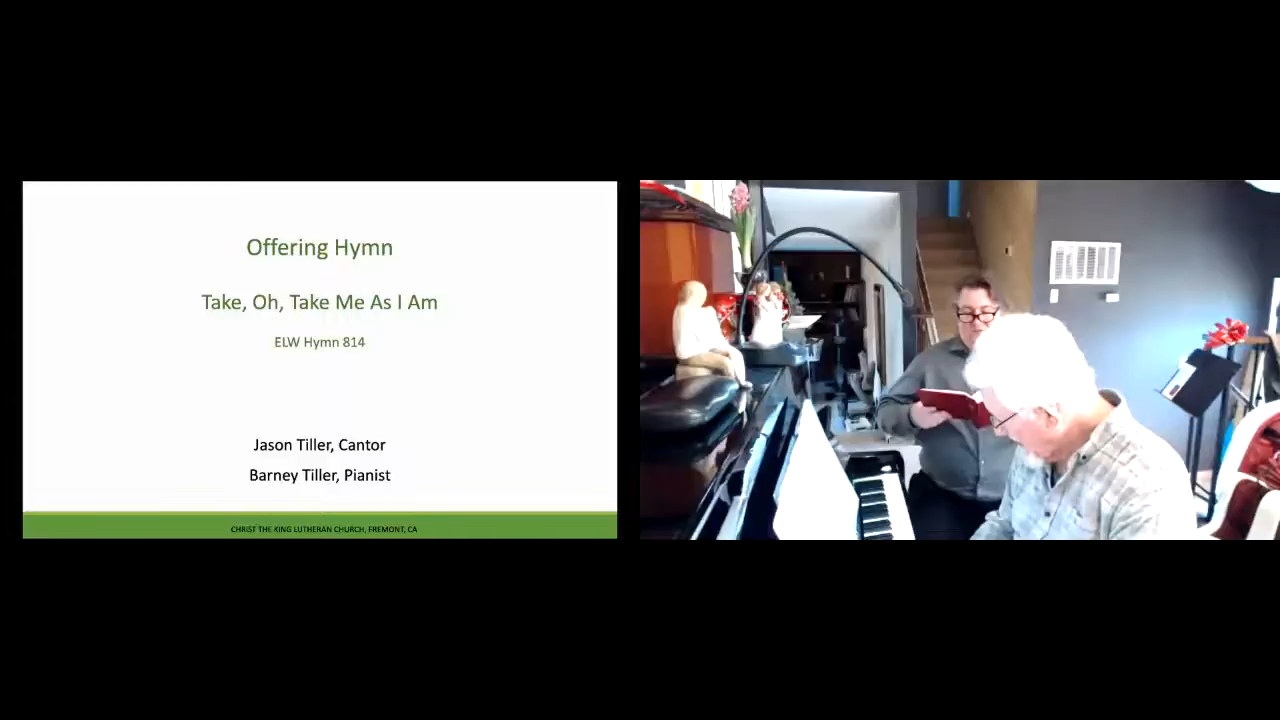 Offering Hymn
Take, Oh, Take Me As I Am
ELW Hymn 814
Jason Tiller, Cantor
Barney Tiller, Pianist
CHRIST THE KING LUTHERAN CHURCH, FREMONT, CA